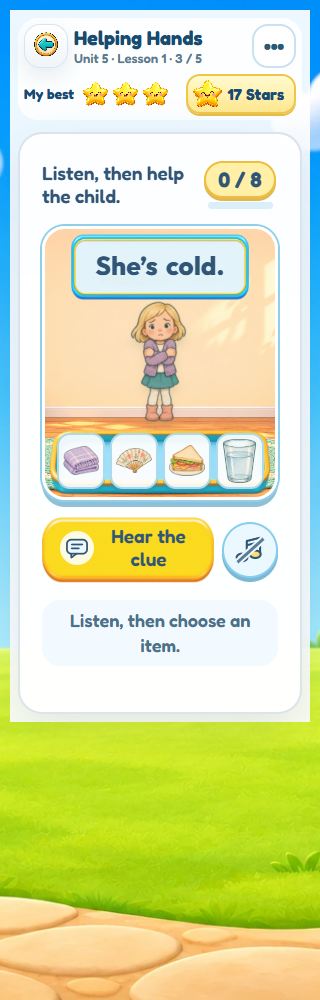 Helping Hands
Unit 5 · Lesson 1 · 3 / 5
My best
17 Stars
Listen, then help
the child.
0 / 8
She's cold.
Hear the
clue
Listen, then choose an
item.